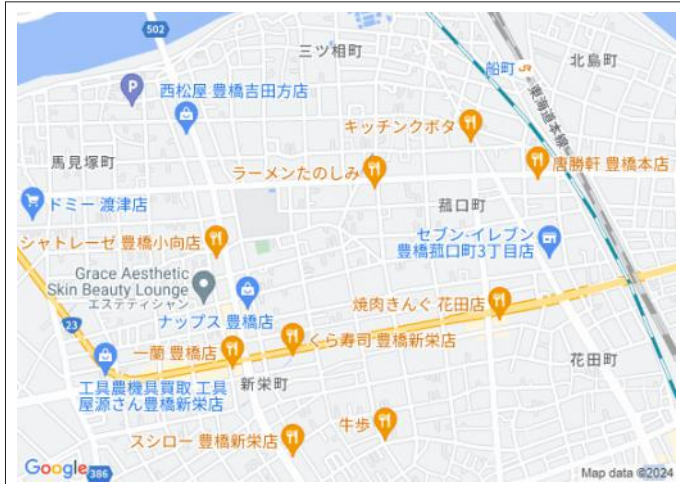 502
三ツ相町
北島町
船町
JR
P
西松屋 豊橋吉田方店
東海道本線
キッチンクボタ
馬見塚町
ラーメンたのしみ
唐勝軒 豊橋本店
ドミー 渡津店
菰口町
シャトレーゼ 豊橋小向店
セブン-イレブン
豊橋菰口町3丁目店
Grace Aesthetic
Skin Beauty Lounge
エステティシャン
ナップス 豊橋店
焼肉きんぐ 花田店
23
くら寿司 豊橋新栄店
一蘭 豊橋店
花田町
工具農機具買取 工具
屋源さん豊橋新栄店
新栄町
牛歩
スシロー 豊橋新栄店
Google
386
Map data ©2024